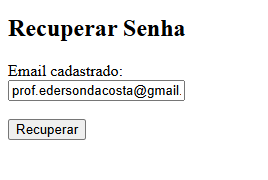 Recuperar Senha
Email cadastrado:
prof.edersondacosta@gmail.
Recuperar